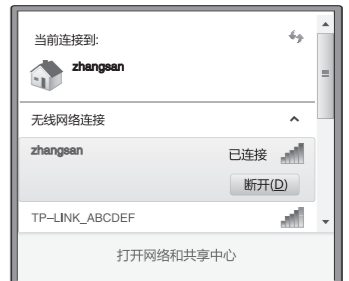 当前连接到:
zhangsan
无线网络连接
zhangsan 已连接
断开(D)
TP-LINK_ABCDEF
打开网络和共享中心